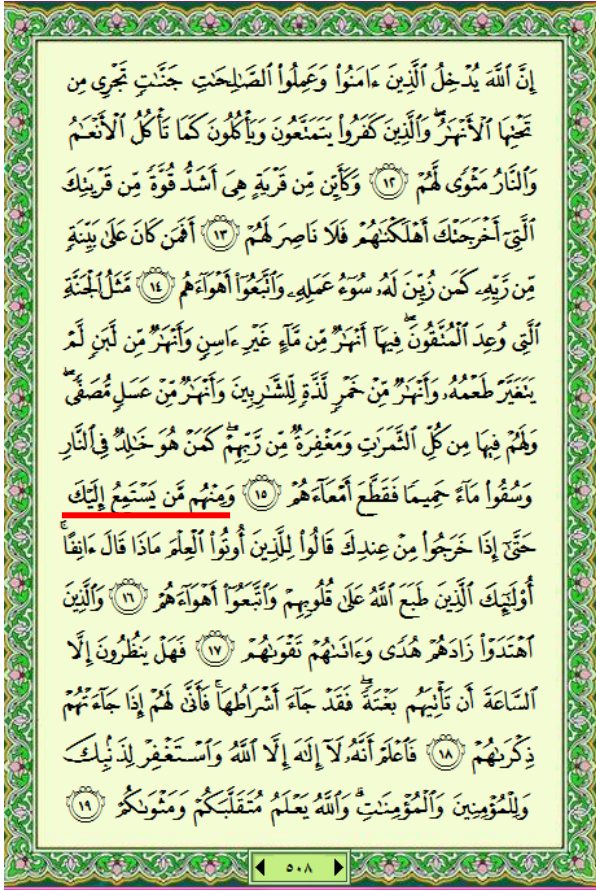 إِنَّ ٱللَّهَ يُدْخِلُ ٱلَّذِينَ ءَامَنُوا۟ وَعَمِلُوا۟ ٱلصَّٰلِحَٰتِ جَنَّٰتٍ تَجْرِى مِن
تَحْتِهَا ٱلْأَنْهَٰرُ ۖ وَٱلَّذِينَ كَفَرُوا۟ يَتَمَتَّعُونَ وَيَأْكُلُونَ كَمَا تَأْكُلُ ٱلْأَنْعَٰمُ
وَٱلنَّارُ مَثْوًى لَّهُمْ ١٢ وَكَأَيِّن مِّن قَرْيَةٍ هِىَ أَشَدُّ قُوَّةً مِّن قَرْيَتِكَ
ٱلَّتِىٓ أَخْرَجَتْكَ أَهْلَكْنَٰهُمْ فَلَا نَاصِرَ لَهُمْ ١٣ أَفَمَن كَانَ عَلَىٰ بَيِّنَةٍ
مِّن رَّبِّهِۦ كَمَن زُيِّنَ لَهُۥ سُوٓءُ عَمَلِهِۦ وَٱتَّبَعُوٓا۟ أَهْوَآءَهُم ١٤ مَّثَلُ ٱلْجَنَّةِ
ٱلَّتِى وُعِدَ ٱلْمُتَّقُونَ ۖ فِيهَآ أَنْهَٰرٌ مِّن مَّآءٍ غَيْرِ ءَاسِنٍ وَأَنْهَٰرٌ مِّن لَّبَنٍ لَّمْ
يَتَغَيَّرْ طَعْمُهُۥ وَأَنْهَٰرٌ مِّنْ خَمْرٍ لَّذَّةٍ لِّلشَّٰرِبِينَ وَأَنْهَٰرٌ مِّنْ عَسَلٍ مُّصَفًّى ۖ
وَلَهُمْ فِيهَا مِن كُلِّ ٱلثَّمَرَٰتِ وَمَغْفِرَةٌ مِّن رَّبِّهِمْ ۖ كَمَنْ هُوَ خَٰلِدٌ فِى ٱلنَّارِ
وَسُقُوا۟ مَآءً حَمِيمًا فَقَطَّعَ أَمْعَآءَهُمْ ١٥ وَمِنْهُم مَّن يَسْتَمِعُ إِلَيْكَ
حَتَّىٰٓ إِذَا خَرَجُوا۟ مِنْ عِندِكَ قَالُوا۟ لِلَّذِينَ أُوتُوا۟ ٱلْعِلْمَ مَاذَا قَالَ ءَانِفًا ۚ
أُو۟لَٰٓئِكَ ٱلَّذِينَ طَبَعَ ٱللَّهُ عَلَىٰ قُلُوبِهِمْ وَٱتَّبَعُوٓا۟ أَهْوَآءَهُمْ ١٦ وَٱلَّذِينَ
ٱهْتَدَوْا۟ زَادَهُمْ هُدًى وَءَاتَىٰهُمْ تَقْوَىٰهُمْ ١٧ فَهَلْ يَنظُرُونَ إِلَّا
ٱلسَّاعَةَ أَن تَأْتِيَهُم بَغْتَةً ۖ فَقَدْ جَآءَ أَشْرَاطُهَا ۚ فَأَنَّىٰ لَهُمْ إِذَا جَآءَتْهُمْ
ذِكْرَىٰهُمْ ١٨ فَٱعْلَمْ أَنَّهُۥ لَآ إِلَٰهَ إِلَّا ٱللَّهُ وَٱسْتَغْفِرْ لِذَنۢبِكَ
وَلِلْمُؤْمِنِينَ وَٱلْمُؤْمِنَٰتِ ۗ وَٱللَّهُ يَعْلَمُ مُتَقَلَّبَكُمْ وَمَثْوَىٰكُمْ ١٩
٥٠٨